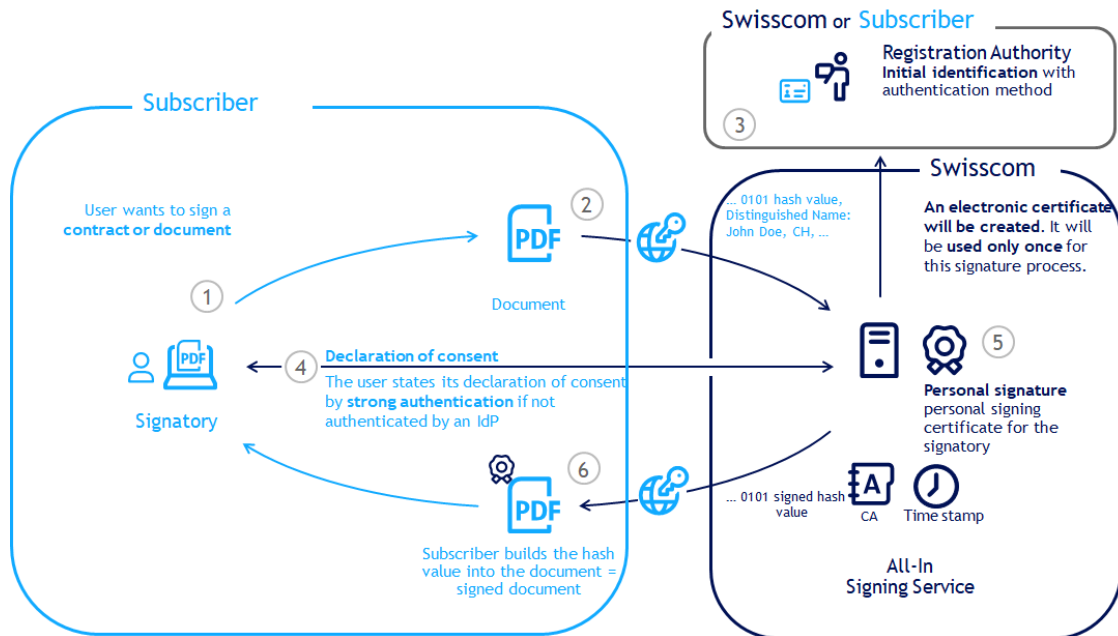 Swisscom or Subscriber
Registration Authority
Initial identification with
authentication method
3
Subscriber
Swisscom
User wants to sign a
contract or document
1
PDF
2
Document
... 0101 hash value,
Distinguished Name:
John Doe, CH, ...
An electronic certificate
will be created. It will
be used only once for
this signature process.
PDF
Signatory
4
Declaration of consent
The user states its declaration of consent
by strong authentication if not
authenticated by an IdP
5
Personal signature
personal signing
certificate for the
signatory
6
PDF
Subscriber builds the hash
value into the document =
signed document
... 0101 signed hash
value
A
CA
Time stamp
All-In
Signing Service